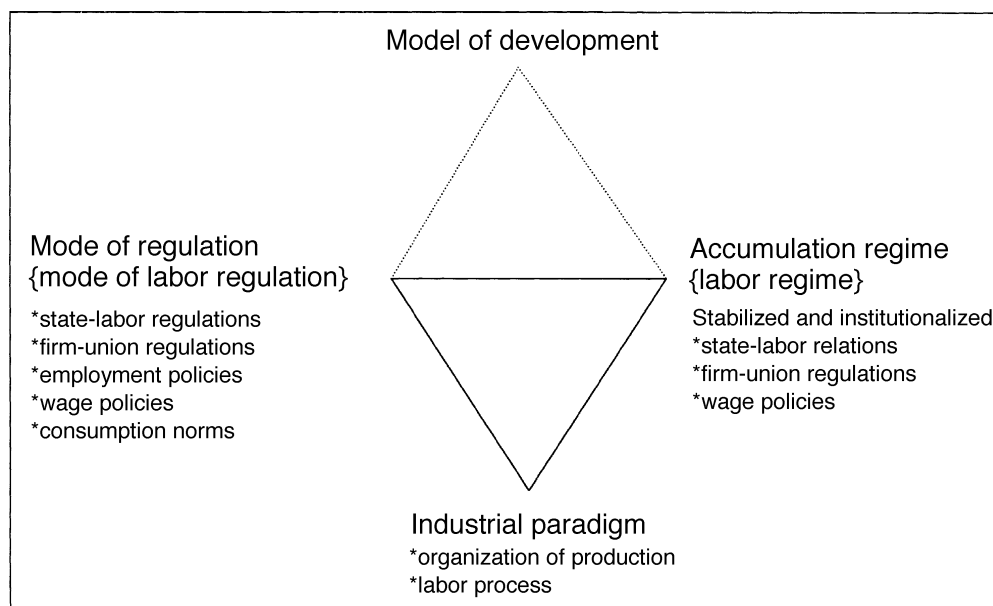 Model of development
Mode of regulation
{mode of labor regulation}
*state-labor regulations
*firm-union regulations
*employment policies
*wage policies
*consumption norms
Accumulation regime
{labor regime}
Stabilized and institutionalized
*state-labor relations
*firm-union regulations
*wage policies
Industrial paradigm
*organization of production
*labor process